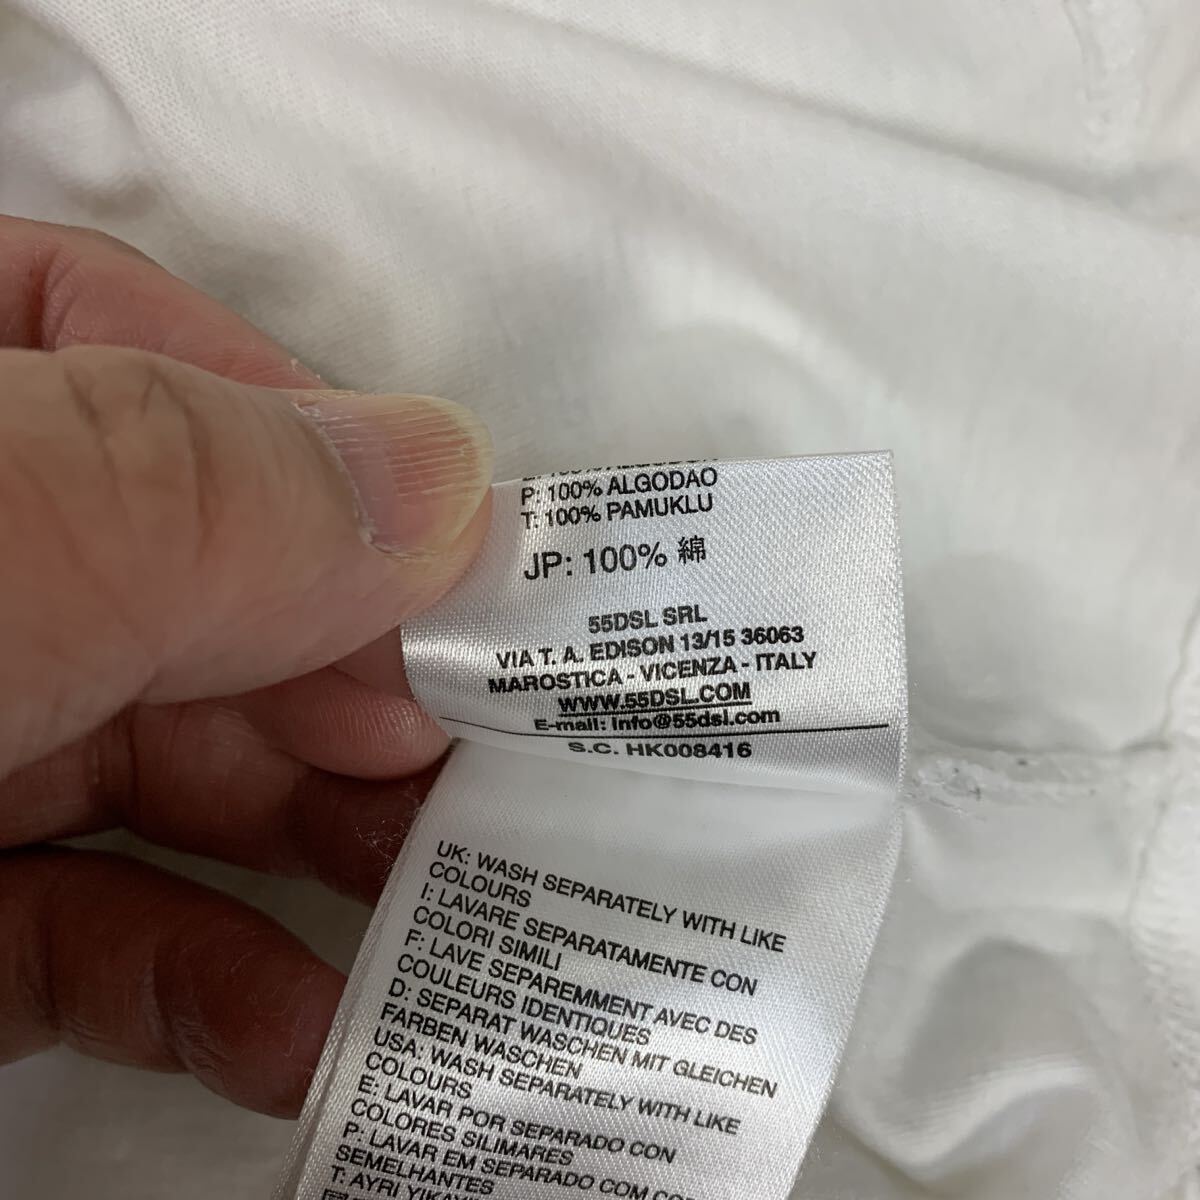 P: 100% ALGODAO
T: 100% PAMUKLU
JP: 100% 綿
55DSL SRL
VIA T. A. EDISON 13/15 36063
MAROSTICA - VICENZA - ITALY
WWW.55DSL.COM
E-mail: info@55dsl.com
S.C. HK008416
UK: WASH SEPARATELY WITH LIKE
COLOURS
I: LAVARE SEPARATAMENTE CON
COLORI SIMILI
F: LAVE SEPAREMMENT AVEC DES
COULEURS IDENTIQUES
D: SEPARAT WASCHEN MIT GLEICHEN
FARBEN WASCHEN
USA: WASH SEPARATELY WITH LIKE
COLOURS
E: LAVAR POR SEPARADO CON
COLORES SILIMARES
P: LAVAR EM SEPARADO COM
SEMELHANTES
T: AYRI